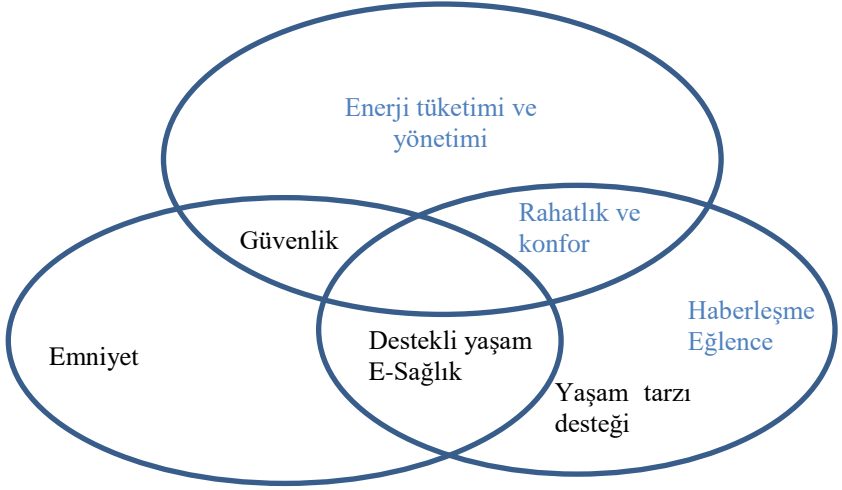 Enerji tüketimi ve
yönetimi
Rahatlık ve
konfor
Güvenlik
Haberleşme
Eğlence
Emniyet
Destekli yaşam
E-Sağlık
Yaşam tarzı
desteği